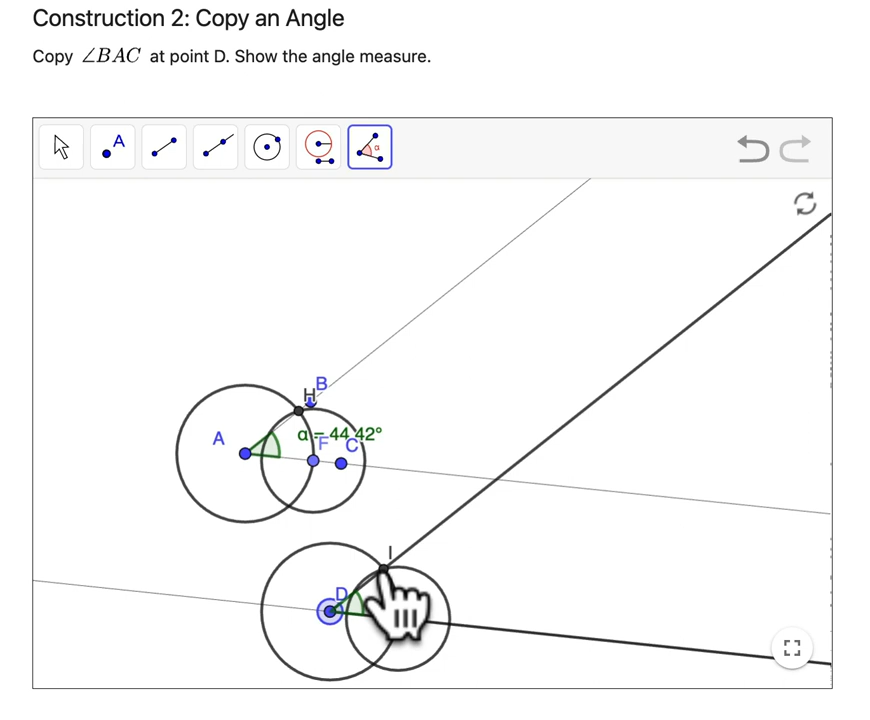 Construction 2: Copy an Angle
Copy ∠BAC at point D. Show the angle measure.
A
α
B
H
A
α = 44.42°
F
C
I
D